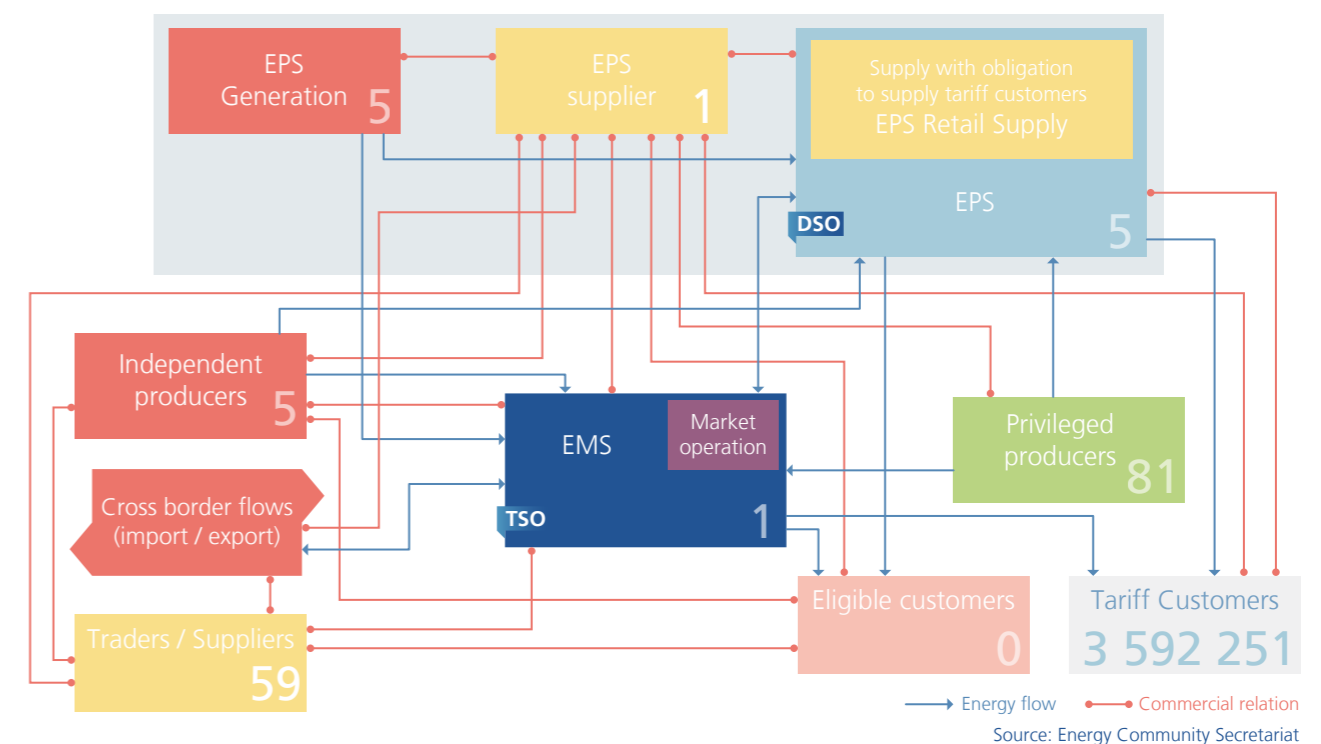 EPS
Generation
5
EPS
supplier
1
Supply with obligation
to supply tariff customers
EPS Retail Supply
EPS
DSO
5
Independent
producers
5
EMS
Market
operation
TSO
1
Privileged
producers
81
Cross border flows
(import / export)
Traders / Suppliers
59
Eligible customers
0
Tariff Customers
3 592 251
Energy flow
Commercial relation
Source: Energy Community Secretariat